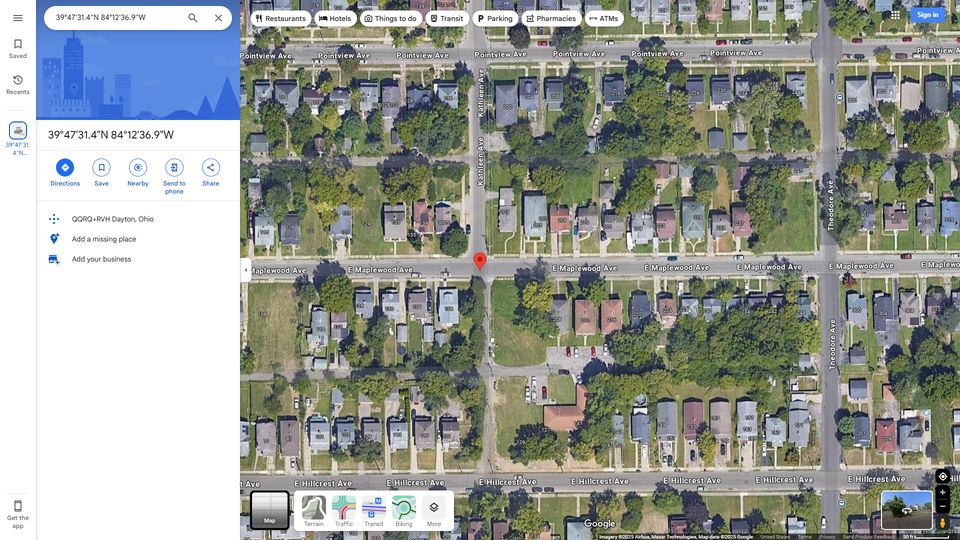 39°47'31.4"N 84°12'36.9"W
Restaurants
Hotels
Things to do
Transit
Parking
Pharmacies
ATMs
Sign in
Saved
Recents
39°47'31.
4"N...
39°47'31.4"N 84°12'36.9"W
Directions
Save
Nearby
Send to
phone
Share
QQRQ+RVH Dayton, Ohio
Add a missing place
Add your business
Get the
app
Pointview Ave
Pointview Ave
Pointview Ave
Pointview Ave
Pointview Ave
Pointview Ave
Pointview A
Kathleen Ave
Kathleen Ave
Theodore Ave
Theodore Ave
Maplewood Ave
E Maplewood Ave
E Maplewood Ave
E Maplewood Ave
E Maplewood Ave
E Maplewood Ave
E Maplewoo
st Ave
E Hillcrest Ave
E Hillcrest Ave
E Hillcrest Ave
E Hillcrest Ave
E Hillcrest Ave
E Hillcrest Ave
E Hill
Map
Terrain
Traffic
Transit
Biking
More
Google
Imagery ©2025 Airbus, Maxar Technologies, Map data ©2025 Google
United States
Terms
Privacy
Send Product Feedback
50 ft